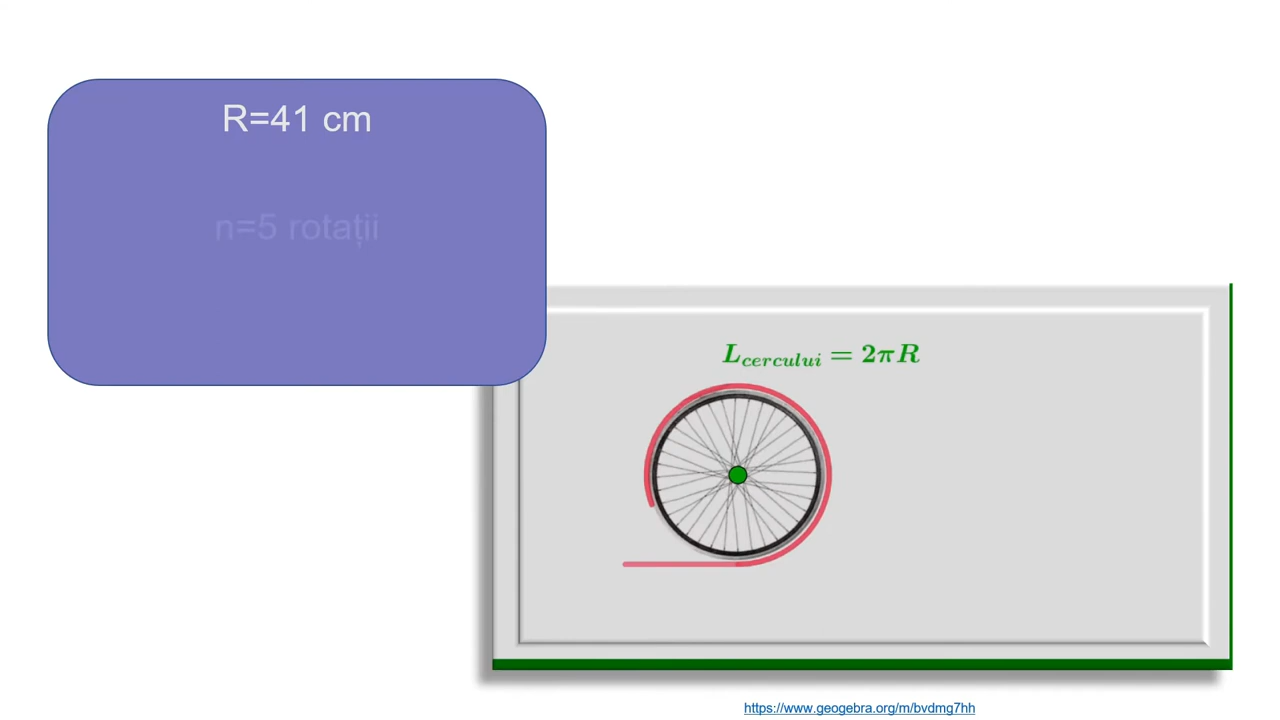 R=41 cm
n=5 rotații
L_cercului = 2πR
https://www.geogebra.org/m/bvdmg7hh